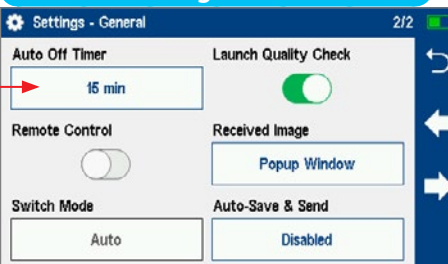 Settings - General 2/2
Auto Off Timer Launch Quality Check
15 min
Remote Control Received Image
Popup Window
Switch Mode Auto-Save & Send
Auto Disabled